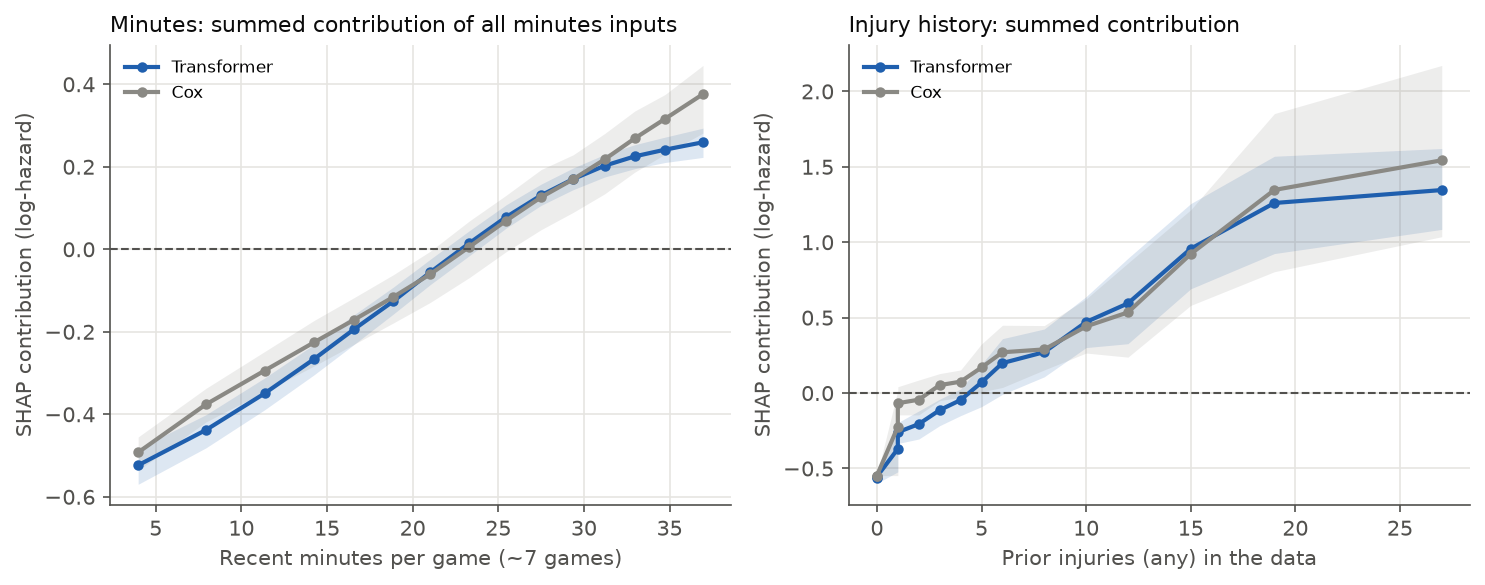 Minutes: summed contribution of all minutes inputs
Transformer
Cox
SHAP contribution (log-hazard)
0.4
0.2
0.0
−0.2
−0.4
−0.6
5 10 15 20 25 30 35
Recent minutes per game (~7 games)
Injury history: summed contribution
Transformer
Cox
SHAP contribution (log-hazard)
2.0
1.5
1.0
0.5
0.0
−0.5
0 5 10 15 20 25
Prior injuries (any) in the data